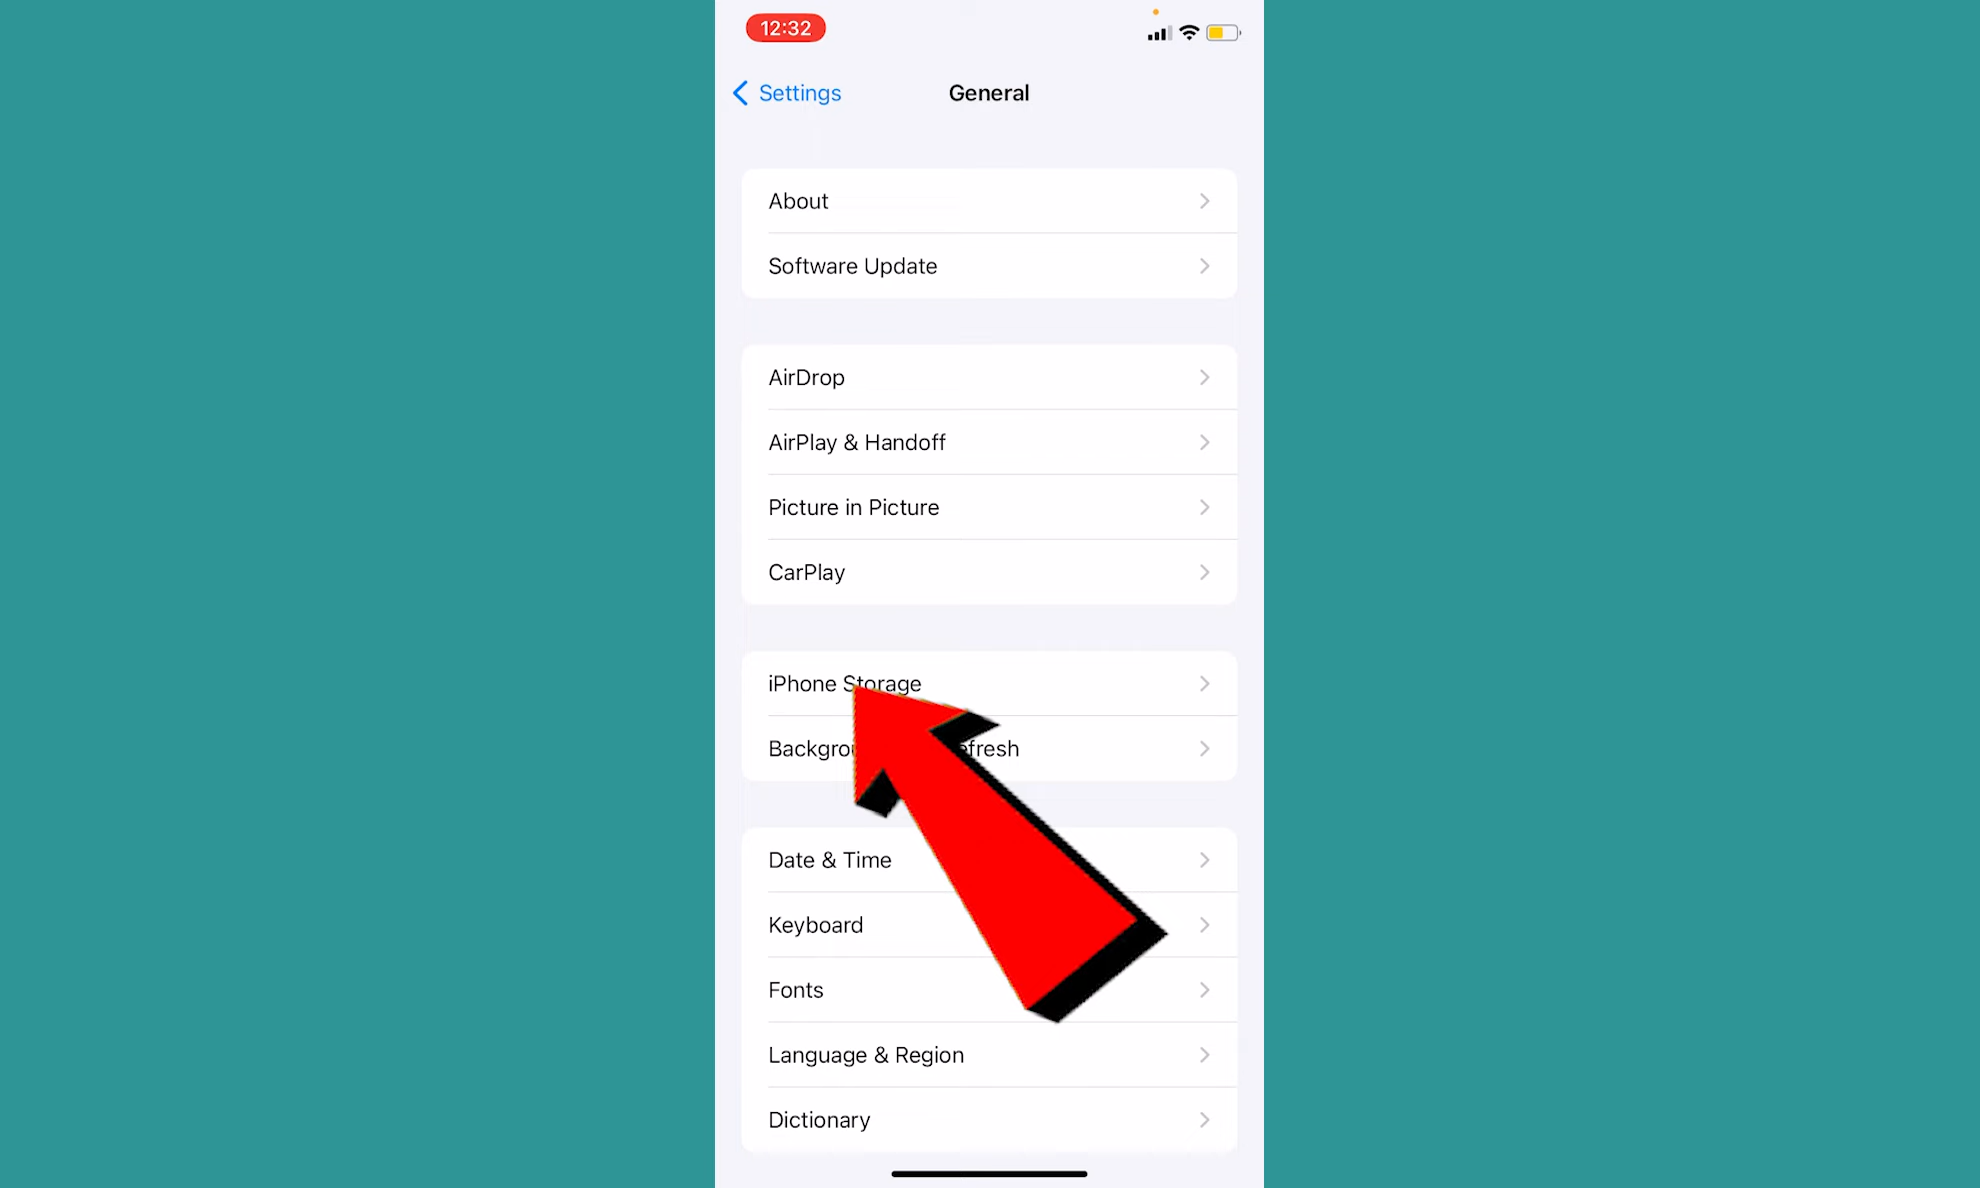 12:32
Settings
General
About
Software Update
AirDrop
AirPlay & Handoff
Picture in Picture
CarPlay
iPhone Storage
Date & Time
Keyboard
Fonts
Language & Region
Dictionary